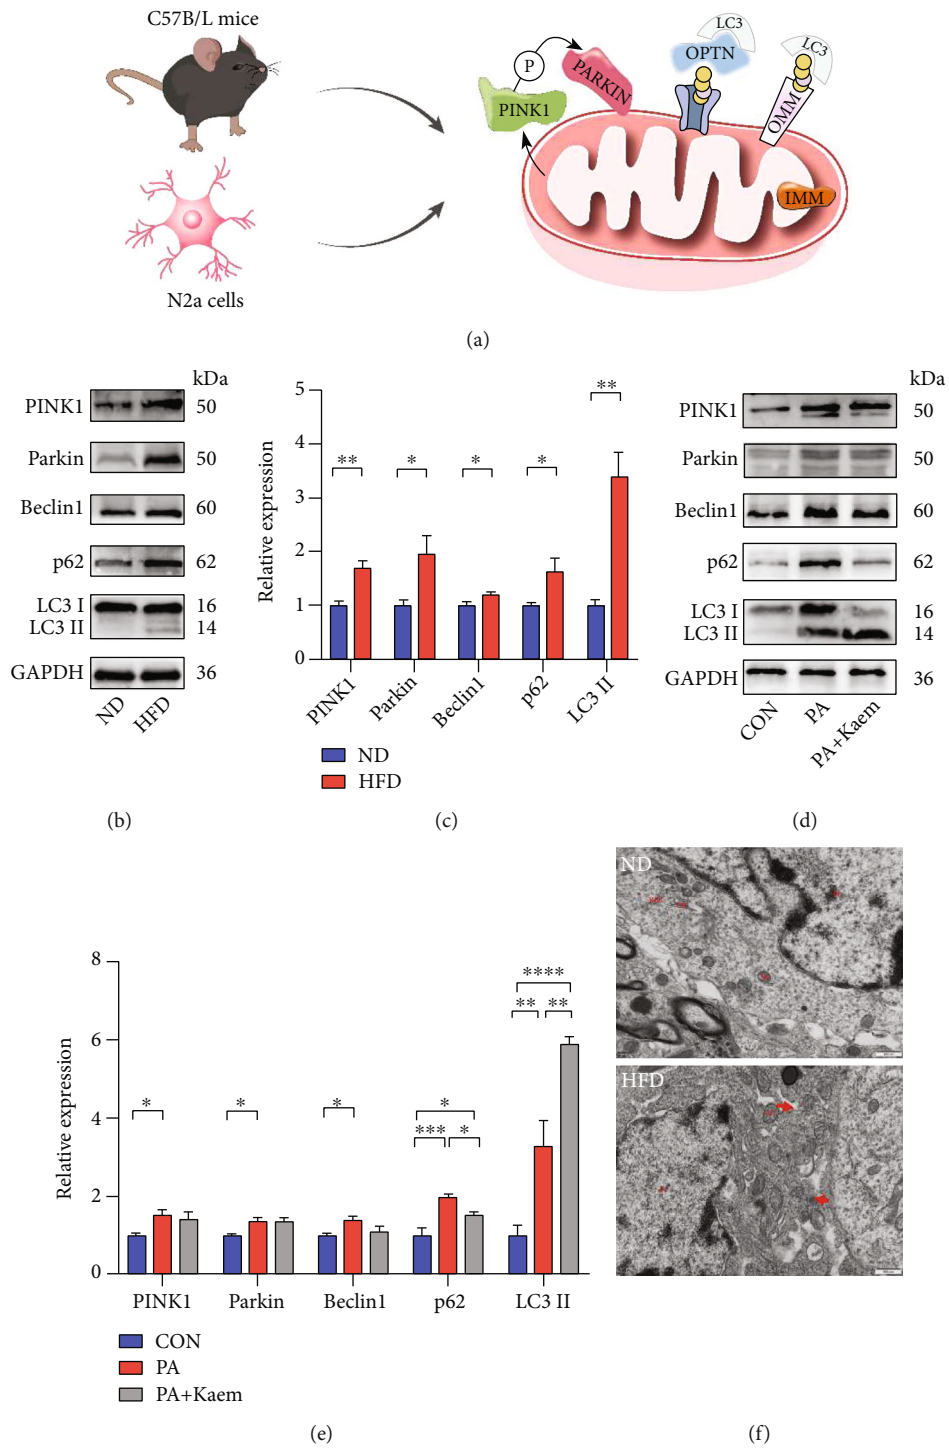 C57B/L mice
N2a cells
P
PINK1
PARKIN
LC3
OPTN
LC3
OMM
IMM
(a)
kDa
PINK1 50
Parkin 50
Beclin1 60
p62 62
LC3 I 16
LC3 II 14
GAPDH 36
ND HFD
(b)
Relative expression
5
4
3
2
1
0
** * * * **
PINK1 Parkin Beclin1 p62 LC3 II
ND
HFD
(c)
kDa
PINK1 50
Parkin 50
Beclin1 60
p62 62
LC3 I 16
LC3 II 14
GAPDH 36
CON PA PA+Kaem
(d)
Relative expression
8
6
4
2
0
****
** **
* * * *
*** *
PINK1 Parkin Beclin1 p62 LC3 II
CON
PA
PA+Kaem
(e)
ND
HFD
(f)